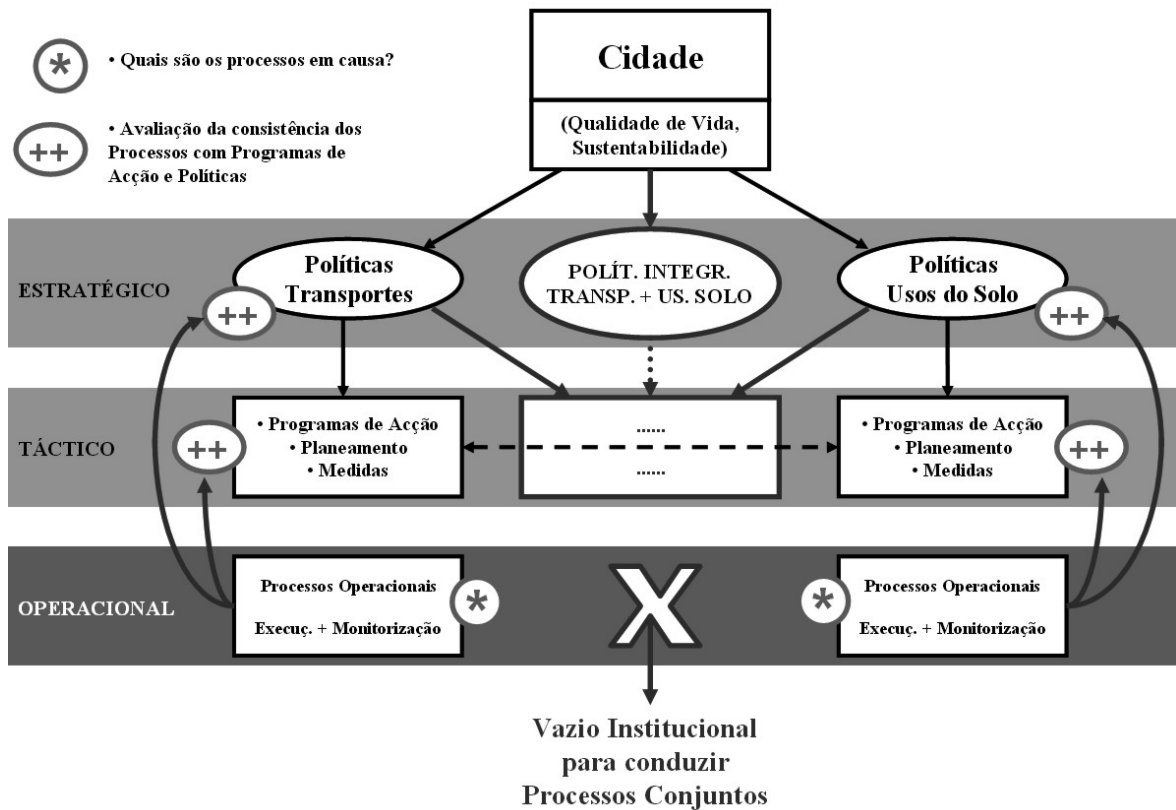 *
• Quais são os processos em causa?
++
• Avaliação da consistência dos
Processos com Programas de
Acção e Políticas
Cidade
(Qualidade de Vida,
Sustentabilidade)
ESTRATÉGICO
Políticas
Transportes
++
POLÍT. INTEGR.
TRANSP. + US. SOLO
Políticas
Usos do Solo
++
TÁCTICO
++
• Programas de Acção
• Planeamento
• Medidas
......
......
• Programas de Acção
• Planeamento
• Medidas
++
OPERACIONAL
Processos Operacionais
Execuç. + Monitorização
*
X
*
Processos Operacionais
Execuç. + Monitorização
Vazio Institucional
para conduzir
Processos Conjuntos